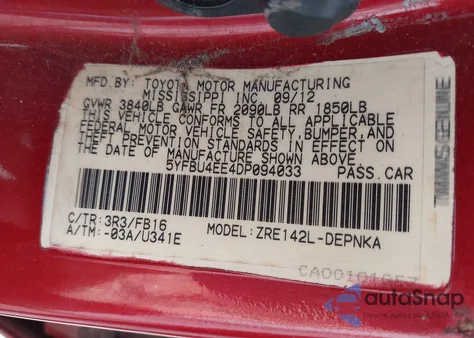 MFD.BY: TOYOTA MOTOR MANUFACTURING
MISSISSIPPI INC 09/12
GVWR 3840LB GAWR FR 2090LB RR 1850LB
THIS VEHICLE CONFORMS TO ALL APPLICABLE
FEDERAL MOTOR VEHICLE SAFETY, BUMPER, AND
THEFT PREVENTION STANDARDS IN EFFECT ON
THE DATE OF MANUFACTURE SHOWN ABOVE.
5YFBU4EE4DP094033 PASS.CAR
C/TR: 3R3/FB16 MODEL: ZRE142L-DEPNKA
A/TM: -03A/U341E
autoSnap